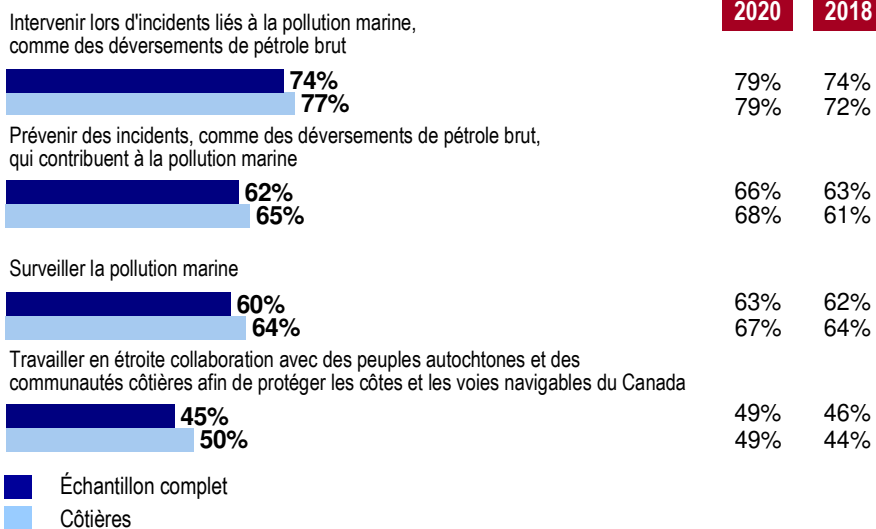 2020 2018
Intervenir lors d'incidents liés à la pollution marine,
comme des déversements de pétrole brut
74% 79% 74%
77% 79% 72%
Prévenir des incidents, comme des déversements de pétrole brut,
qui contribuent à la pollution marine
62% 66% 63%
65% 68% 61%
Surveiller la pollution marine
60% 63% 62%
64% 67% 64%
Travailler en étroite collaboration avec des peuples autochtones et des
communautés côtières afin de protéger les côtes et les voies navigables du Canada
45% 49% 46%
50% 49% 44%
Échantillon complet
Côtières